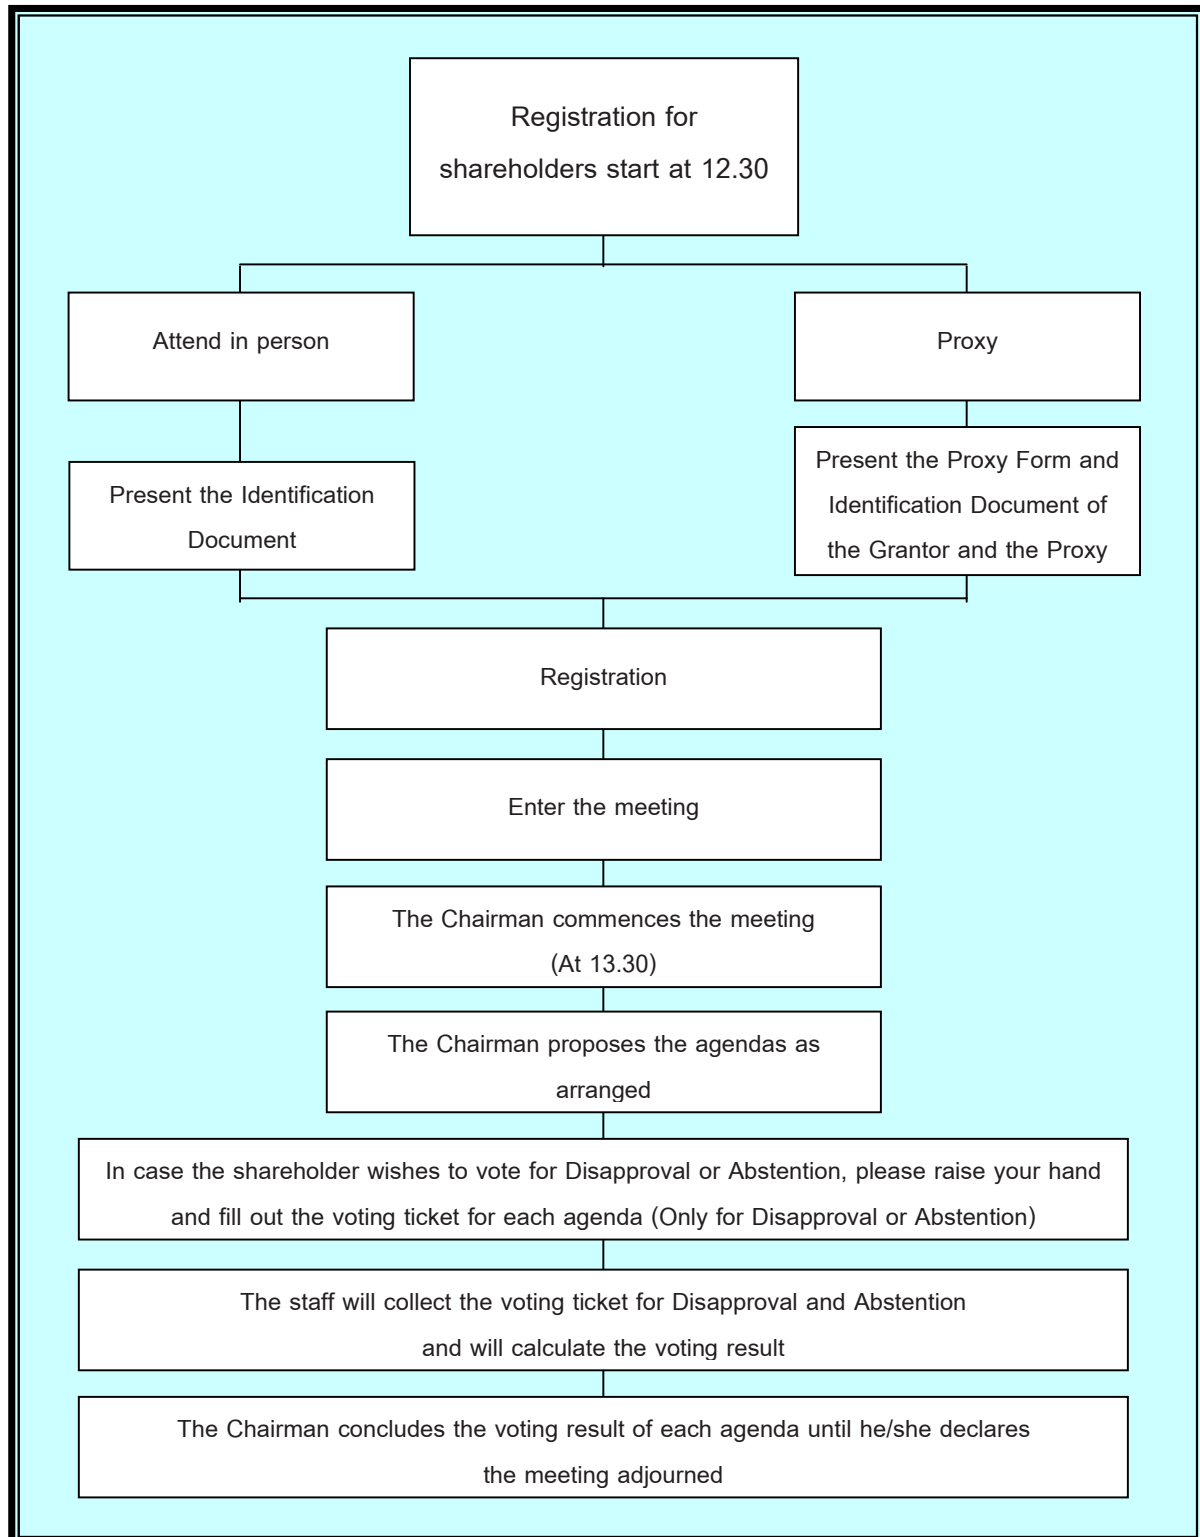 Registration for
shareholders start at 12.30
Attend in person
Proxy
Present the Identification
Document
Present the Proxy Form and
Identification Document of
the Grantor and the Proxy
Registration
Enter the meeting
The Chairman commences the meeting
(At 13.30)
The Chairman proposes the agendas as
arranged
In case the shareholder wishes to vote for Disapproval or Abstention, please raise your hand
and fill out the voting ticket for each agenda (Only for Disapproval or Abstention)
The staff will collect the voting ticket for Disapproval and Abstention
and will calculate the voting result
The Chairman concludes the voting result of each agenda until he/she declares
the meeting adjourned